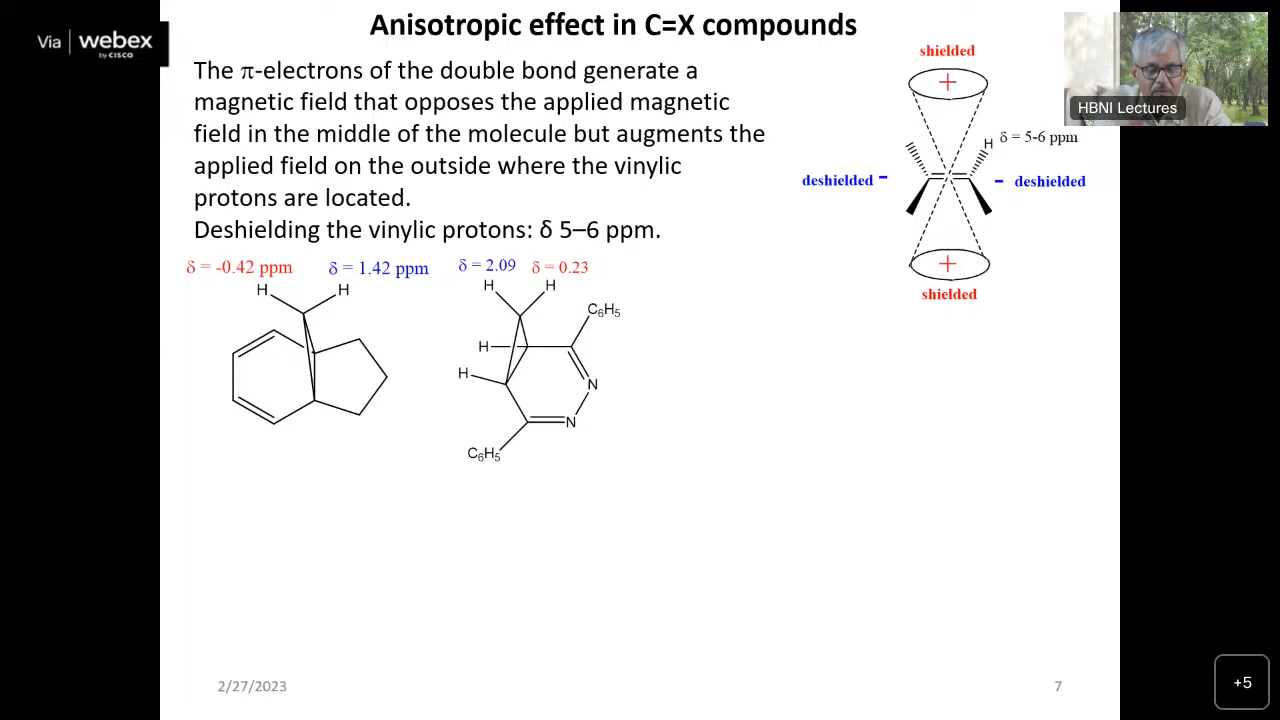 Via webex
by CISCO
Anisotropic effect in C=X compounds
HBNI Lectures
The π-electrons of the double bond generate a
magnetic field that opposes the applied magnetic
field in the middle of the molecule but augments the
applied field on the outside where the vinylic
protons are located.
Deshielding the vinylic protons: δ 5–6 ppm.
shielded
+
H δ = 5-6 ppm
deshielded - - deshielded
+
shielded
δ = -0.42 ppm δ = 1.42 ppm δ = 2.09 δ = 0.23
H H H H
C6H5
H
H
N
N
C6H5
2/27/2023 7
+5